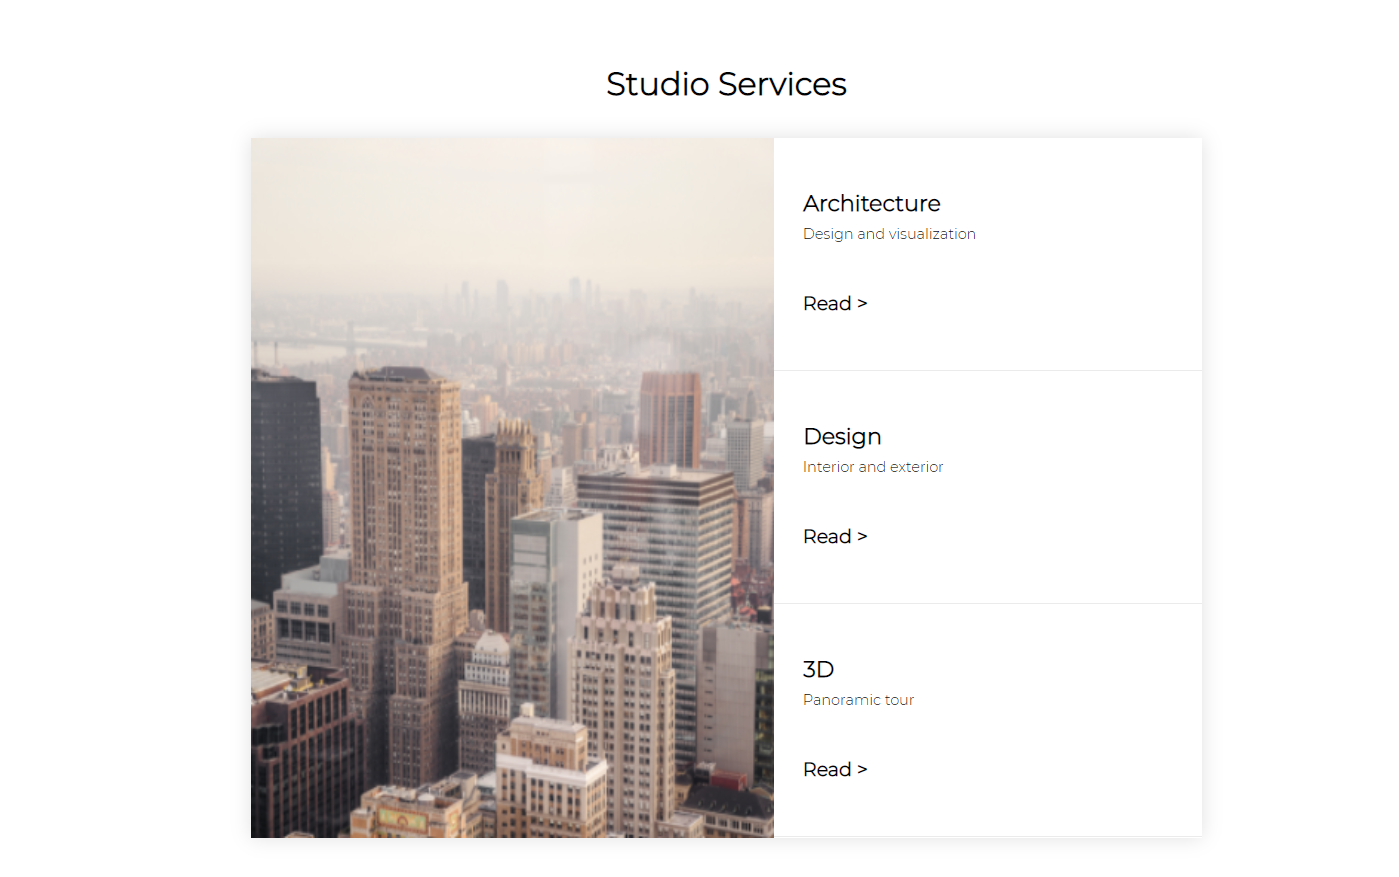 Studio Services
Architecture
Design and visualization
Read >
Design
Interior and exterior
Read >
3D
Panoramic tour
Read >